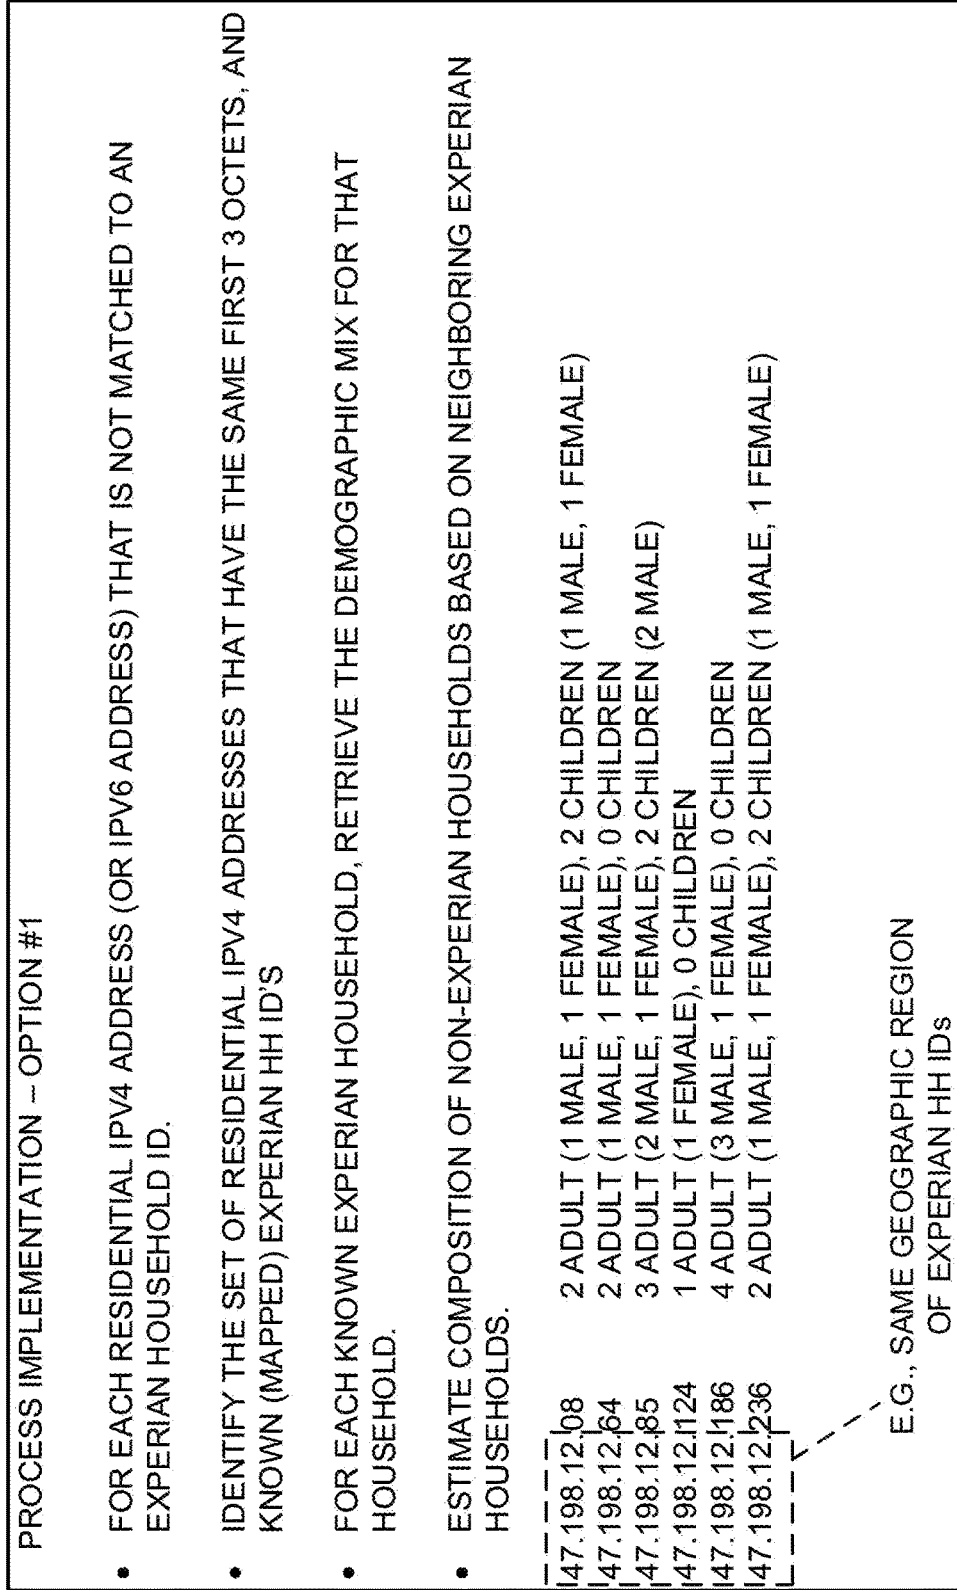 PROCESS IMPLEMENTATION – OPTION #1
• FOR EACH RESIDENTIAL IPV4 ADDRESS (OR IPV6 ADDRESS) THAT IS NOT MATCHED TO AN
EXPERIAN HOUSEHOLD ID.
• IDENTIFY THE SET OF RESIDENTIAL IPV4 ADDRESSES THAT HAVE THE SAME FIRST 3 OCTETS, AND
KNOWN (MAPPED) EXPERIAN HH ID'S
• FOR EACH KNOWN EXPERIAN HOUSEHOLD, RETRIEVE THE DEMOGRAPHIC MIX FOR THAT
HOUSEHOLD.
• ESTIMATE COMPOSITION OF NON-EXPERIAN HOUSEHOLDS BASED ON NEIGHBORING EXPERIAN
HOUSEHOLDS.
47.198.12.08 2 ADULT (1 MALE, 1 FEMALE), 2 CHILDREN (1 MALE, 1 FEMALE)
47.198.12.64 2 ADULT (1 MALE, 1 FEMALE), 0 CHILDREN
47.198.12.85 3 ADULT (2 MALE, 1 FEMALE), 2 CHILDREN (2 MALE)
47.198.12.124 1 ADULT (1 FEMALE), 0 CHILDREN
47.198.12.186 4 ADULT (3 MALE, 1 FEMALE), 0 CHILDREN
47.198.12.236 2 ADULT (1 MALE, 1 FEMALE), 2 CHILDREN (1 MALE, 1 FEMALE)
E.G., SAME GEOGRAPHIC REGION
OF EXPERIAN HH IDs